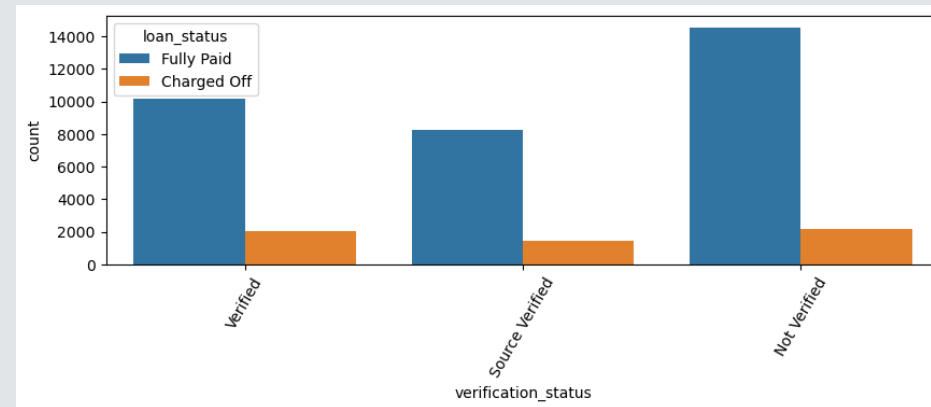 loan_status
Fully Paid
Charged Off
count
14000
12000
10000
8000
6000
4000
2000
0
Verified
Source Verified
Not Verified
verification_status